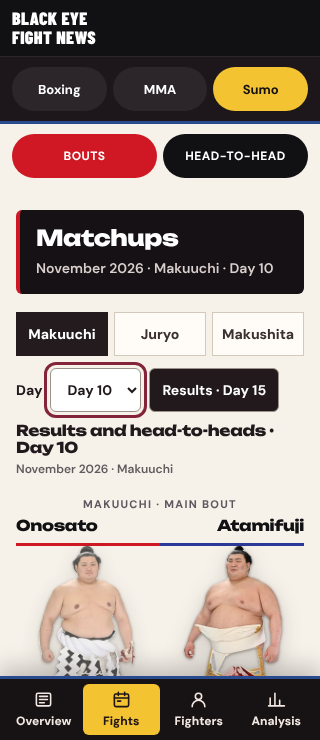 BLACK EYE
FIGHT NEWS
Boxing
MMA
Sumo
BOUTS
HEAD-TO-HEAD
Matchups
November 2026 · Makuuchi · Day 10
Makuuchi
Juryo
Makushita
Day
Day 10
Results · Day 15
Results and head-to-heads ·
Day 10
November 2026 · Makuuchi
MAKUUCHI · MAIN BOUT
Onosato
Atamifuji
Overview
Fights
Fighters
Analysis